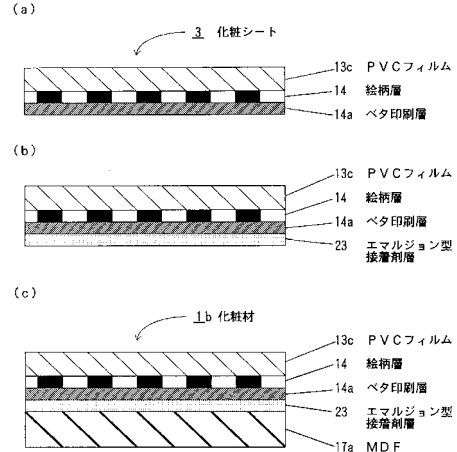 (a)
3 化粧シート
13c PVCフィルム
14 絵柄層
14a ベタ印刷層
(b)
13c PVCフィルム
14 絵柄層
14a ベタ印刷層
23 エマルジョン型
接着剤層
(c)
1b 化粧材
13c PVCフィルム
14 絵柄層
14a ベタ印刷層
23 エマルジョン型
接着剤層
17a MDF